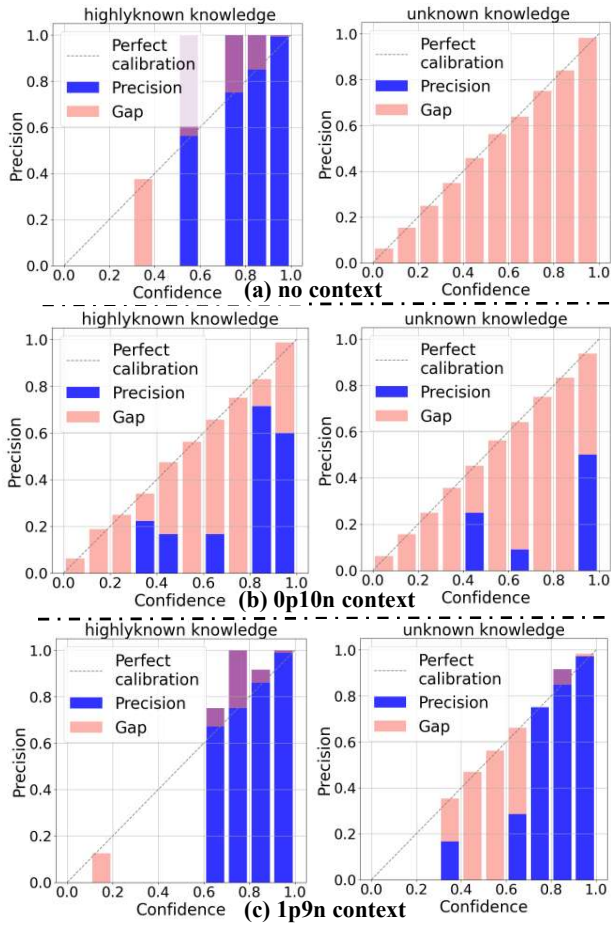 highlyknown knowledge
Perfect
calibration
Precision
Gap
Precision
1.0
0.8
0.6
0.4
0.2
0.0
0.0 0.2 0.4 0.6 0.8 1.0
Confidence
unknown knowledge
Perfect
calibration
Precision
Gap
Precision
1.0
0.8
0.6
0.4
0.2
0.0
0.0 0.2 0.4 0.6 0.8 1.0
Confidence
(a) no context
highlyknown knowledge
Perfect
calibration
Precision
Gap
Precision
1.0
0.8
0.6
0.4
0.2
0.0
0.0 0.2 0.4 0.6 0.8 1.0
Confidence
unknown knowledge
Perfect
calibration
Precision
Gap
Precision
1.0
0.8
0.6
0.4
0.2
0.0
0.0 0.2 0.4 0.6 0.8 1.0
Confidence
(b) 0p10n context
highlyknown knowledge
Perfect
calibration
Precision
Gap
Precision
1.0
0.8
0.6
0.4
0.2
0.0
0.0 0.2 0.4 0.6 0.8 1.0
Confidence
unknown knowledge
Perfect
calibration
Precision
Gap
Precision
1.0
0.8
0.6
0.4
0.2
0.0
0.0 0.2 0.4 0.6 0.8 1.0
Confidence
(c) 1p9n context